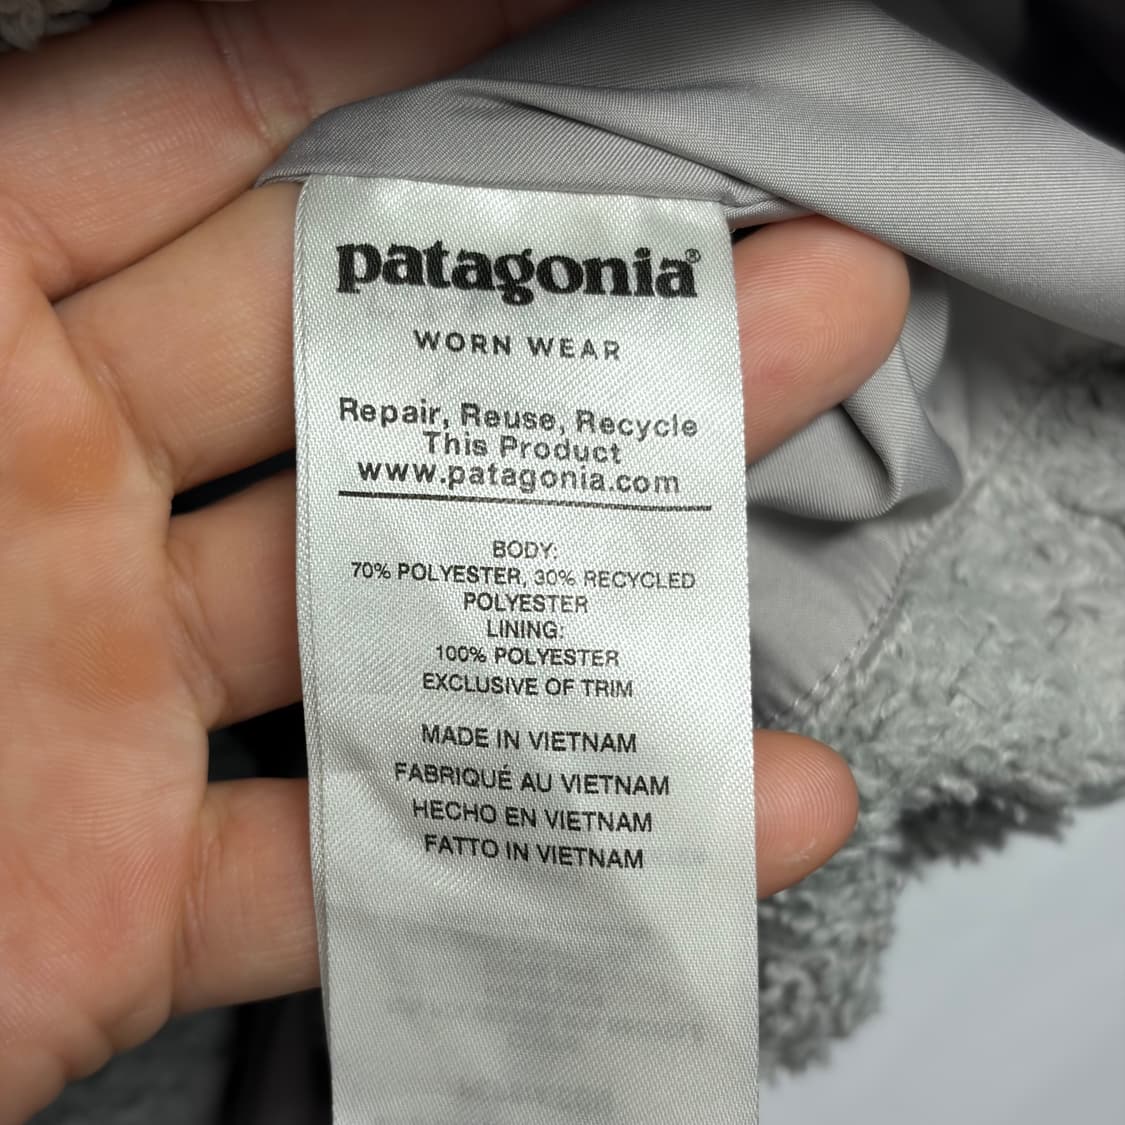 patagonia®
WORN WEAR
Repair, Reuse, Recycle
This Product
www.patagonia.com
BODY:
70% POLYESTER, 30% RECYCLED
POLYESTER
LINING:
100% POLYESTER
EXCLUSIVE OF TRIM
MADE IN VIETNAM
FABRIQUÉ AU VIETNAM
HECHO EN VIETNAM
FATTO IN VIETNAM